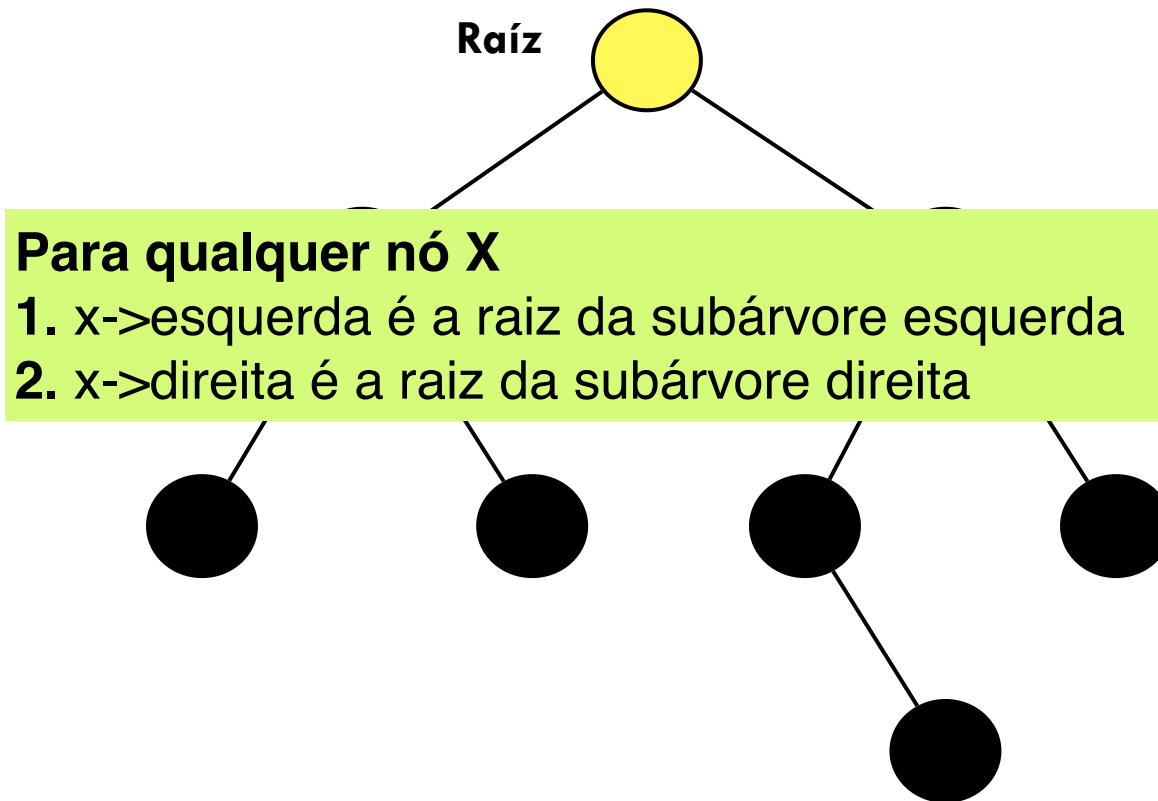 Raíz
Para qualquer nó X
1. x->esquerda é a raiz da subárvore esquerda
2. x->direita é a raiz da subárvore direita